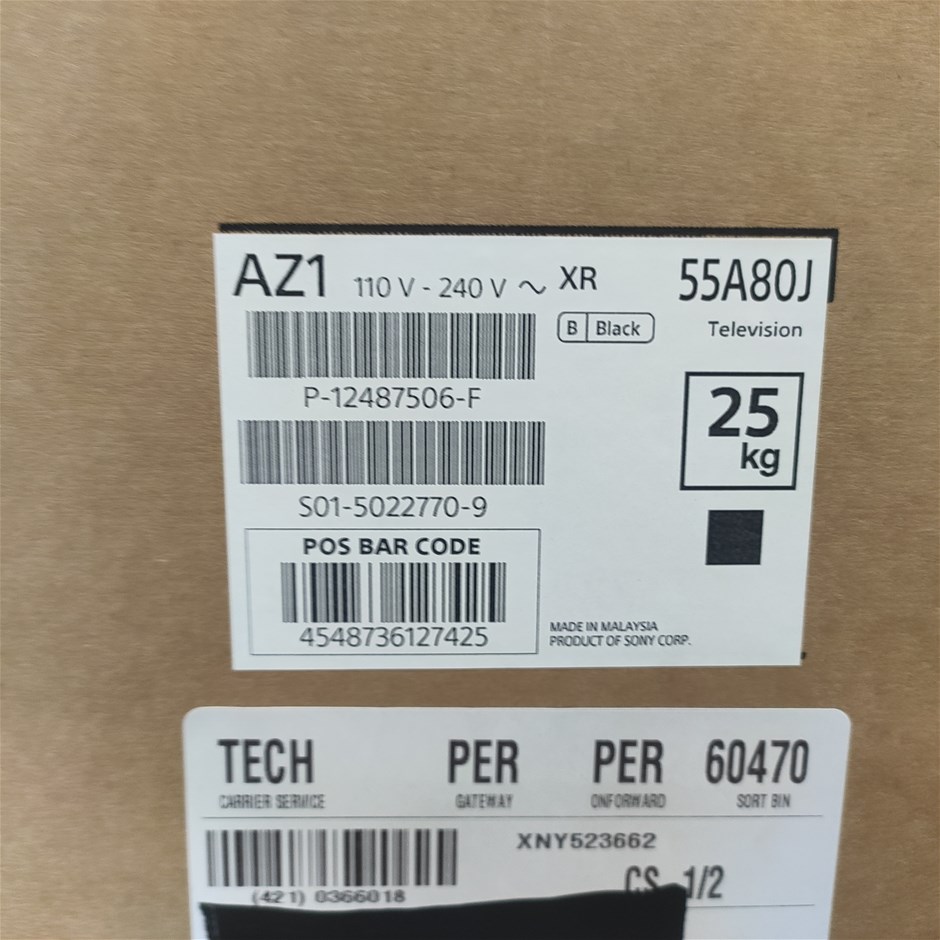 AZ1 110 V - 240 V ~ XR 55A80J
B Black Television
P-12487506-F
25
kg
S01-5022770-9
POS BAR CODE
4548736127425
MADE IN MALAYSIA
PRODUCT OF SONY CORP.
TECH PER PER 60470
CARRIER SERVICE GATEWAY ONFORWARD SORT BIN
XNY523662
CS 1/2
(421) 0366018